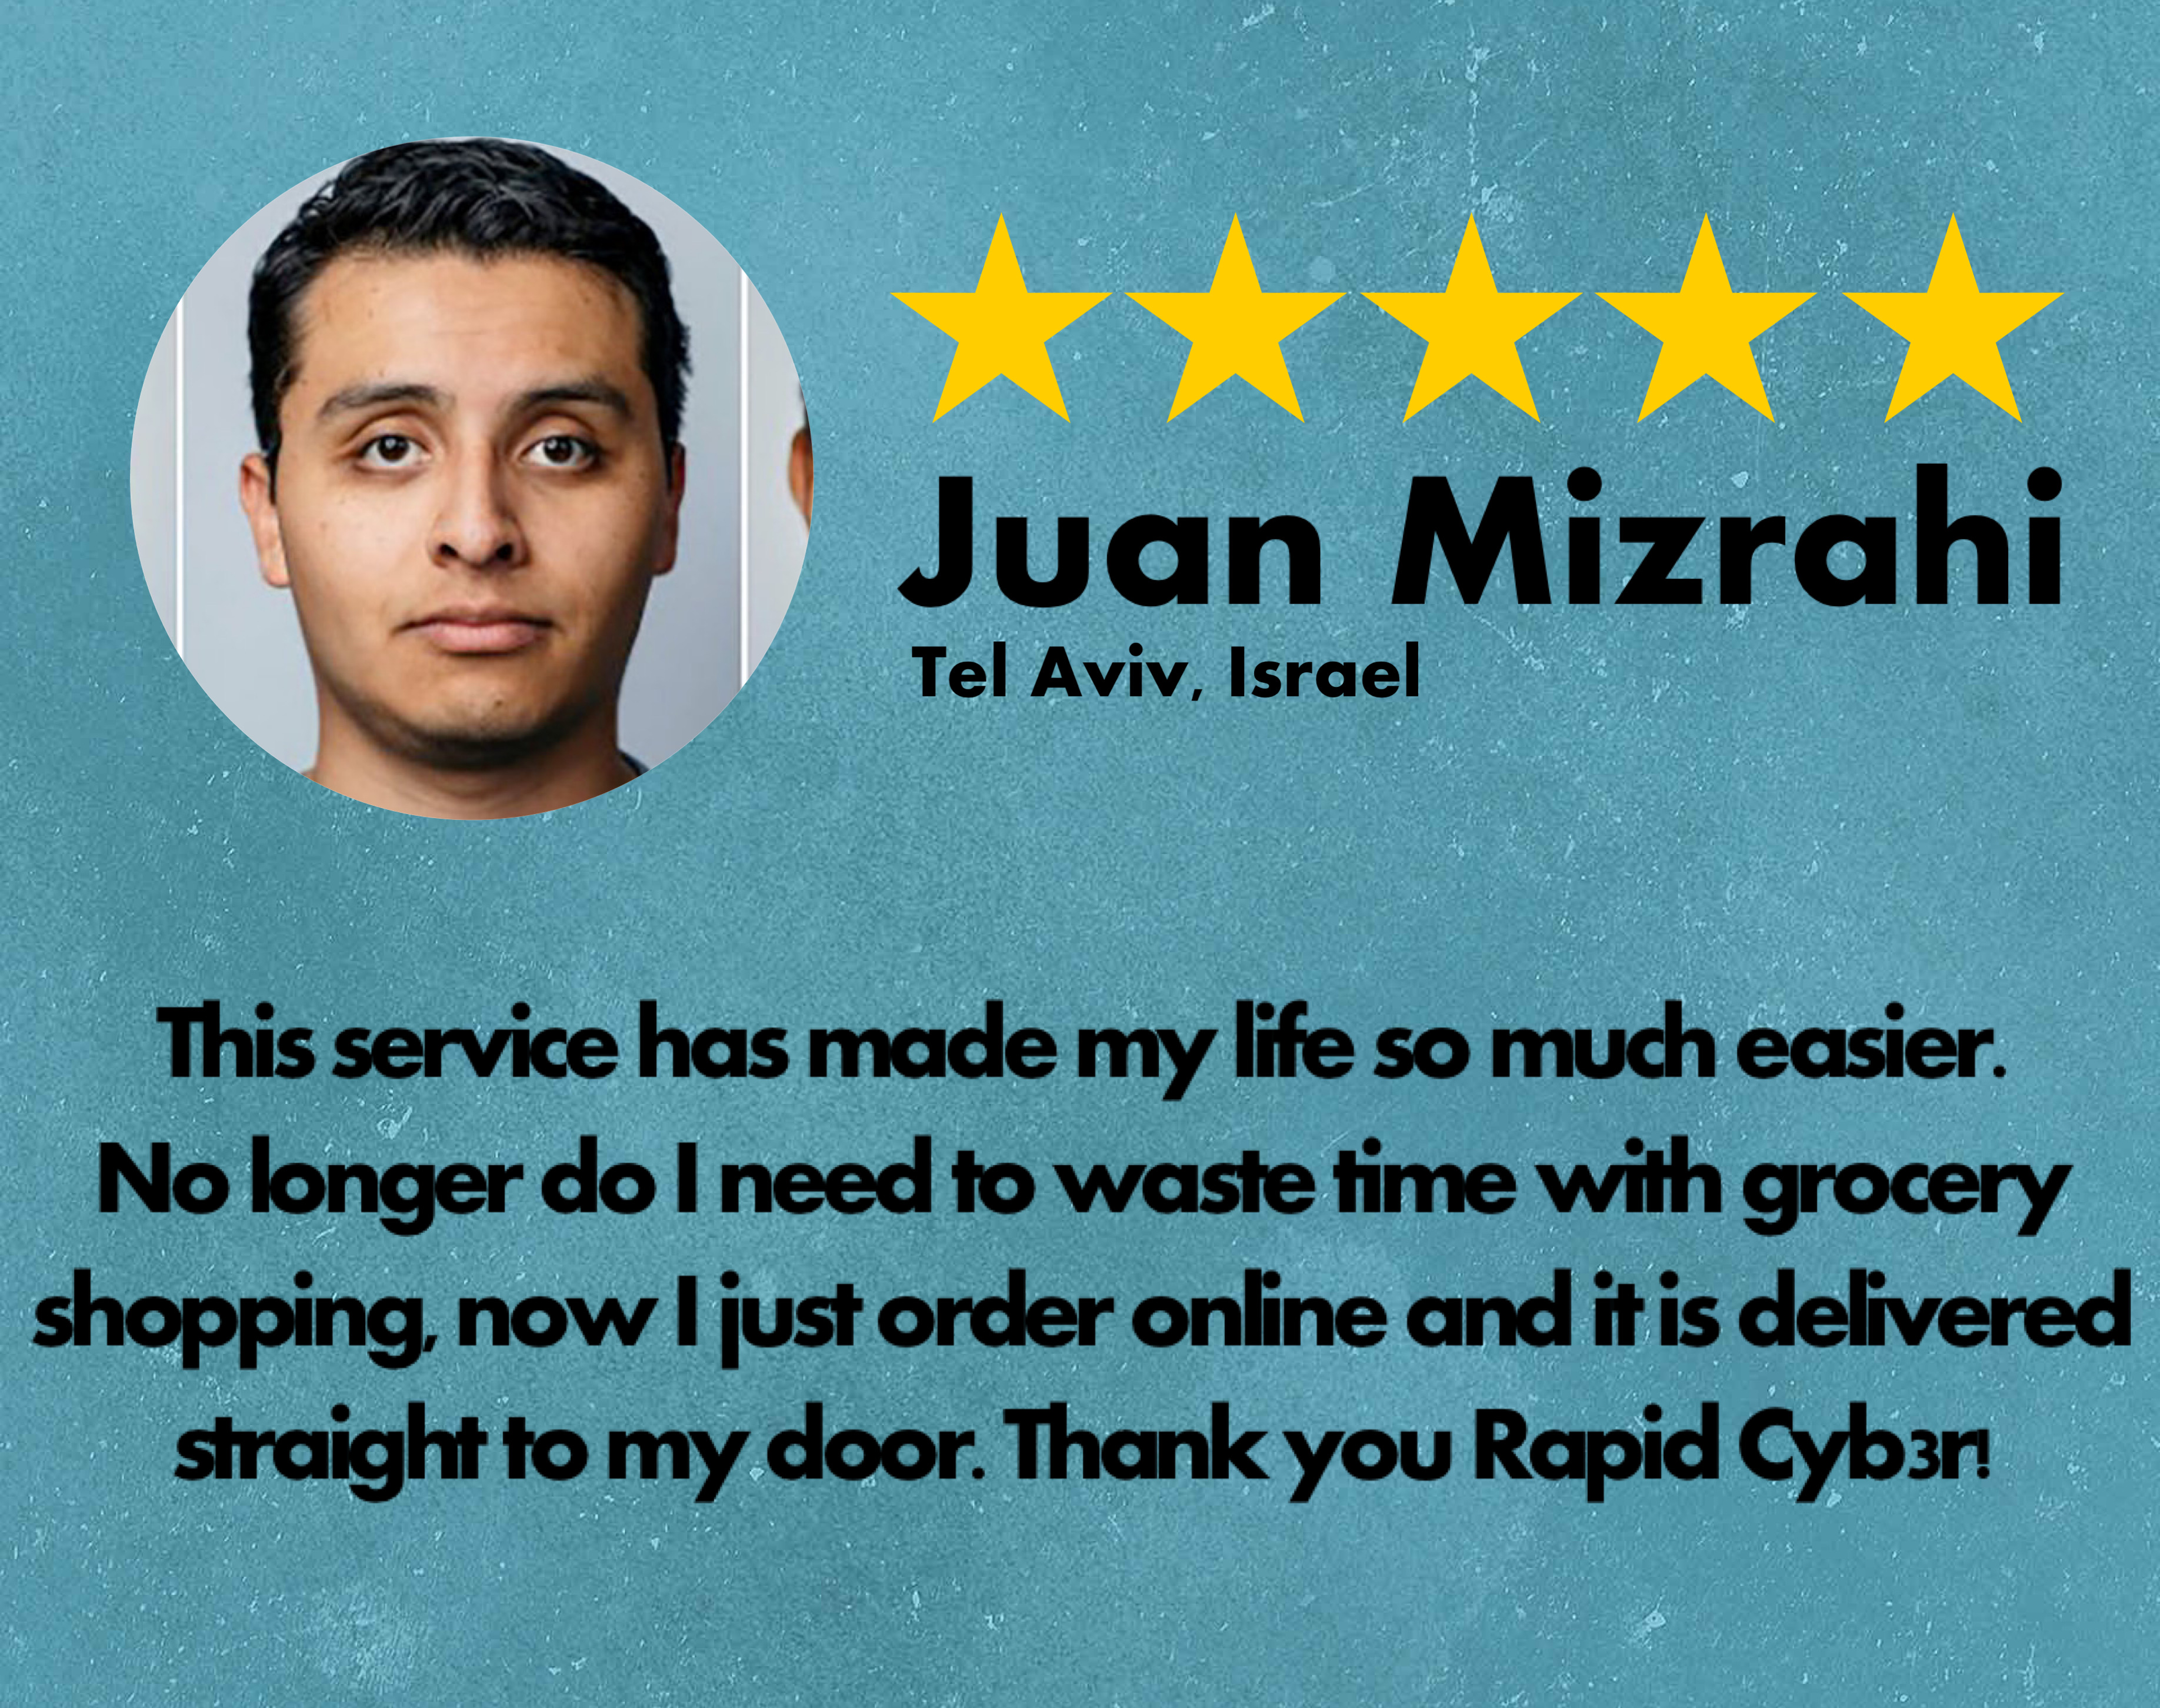 Juan Mizrahi
Tel Aviv, Israel
This service has made my life so much easier.
No longer do I need to waste time with grocery
shopping, now I just order online and it is delivered
straight to my door. Thank you Rapid Cyb3r!